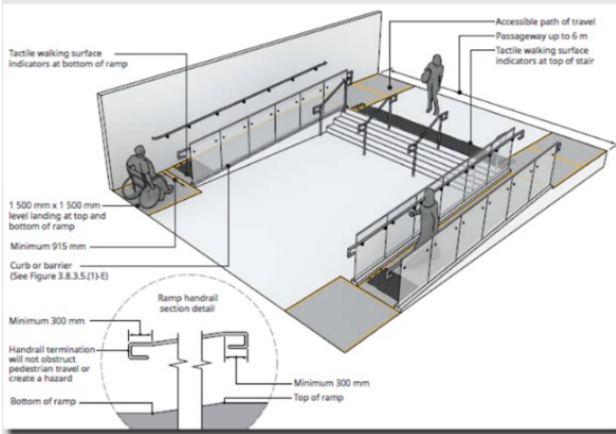 Accessible path of travel
Passageway up to 6 m
Tactile walking surface
indicators at top of stair
Tactile walking surface
indicators at bottom of ramp
1 500 mm x 1 500 mm
level landing at top and
bottom of ramp
Minimum 915 mm
Curb or barrier
(See Figure 3.8.3.5.(1)-E)
Ramp handrail
section detail
Minimum 300 mm
Handrail termination
will not obstruct
pedestrian travel or
create a hazard
Minimum 300 mm
Bottom of ramp
Top of ramp